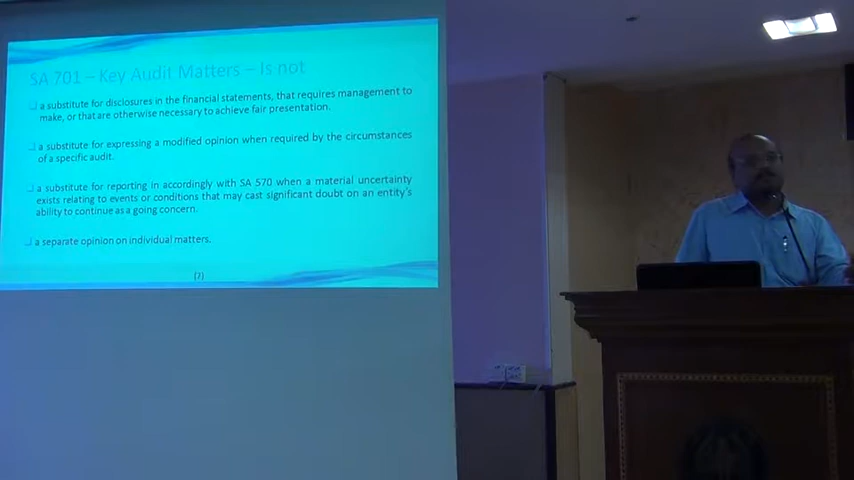 SA 701 – Key Audit Matters – Is not
a substitute for disclosures in the financial statements, that requires management to
make, or that are otherwise necessary to achieve fair presentation.
a substitute for expressing a modified opinion when required by the circumstances
of a specific audit.
a substitute for reporting in accordingly with SA 570 when a material uncertainty
exists relating to events or conditions that may cast significant doubt on an entity's
ability to continue as a going concern.
a separate opinion on individual matters.
(7)